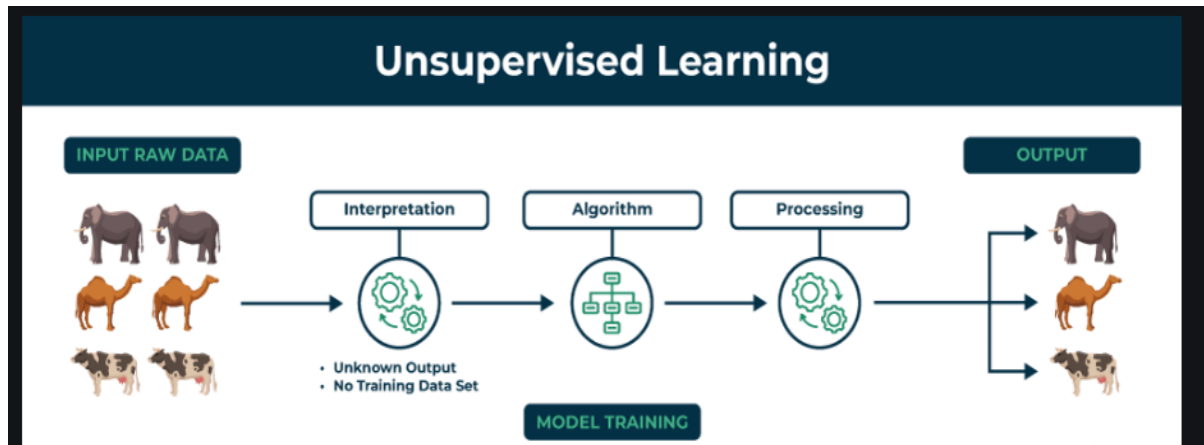 Unsupervised Learning
INPUT RAW DATA
OUTPUT
Interpretation
Algorithm
Processing
• Unknown Output
• No Training Data Set
MODEL TRAINING